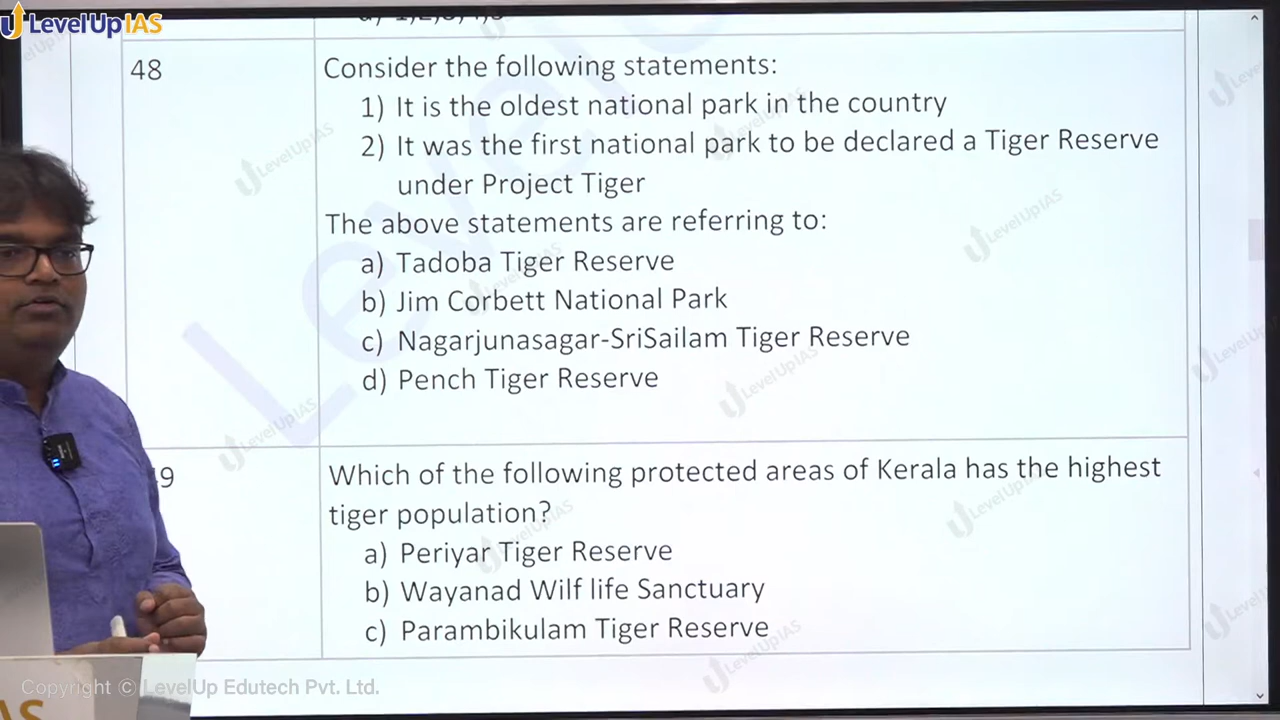 LevelUpIAS
48
Consider the following statements:
1) It is the oldest national park in the country
2) It was the first national park to be declared a Tiger Reserve
under Project Tiger
The above statements are referring to:
a) Tadoba Tiger Reserve
b) Jim Corbett National Park
c) Nagarjunasagar-SriSailam Tiger Reserve
d) Pench Tiger Reserve
49
Which of the following protected areas of Kerala has the highest
tiger population?
a) Periyar Tiger Reserve
b) Wayanad Wilf life Sanctuary
c) Parambikulam Tiger Reserve
Copyright © LevelUp Edutech Pvt. Ltd.